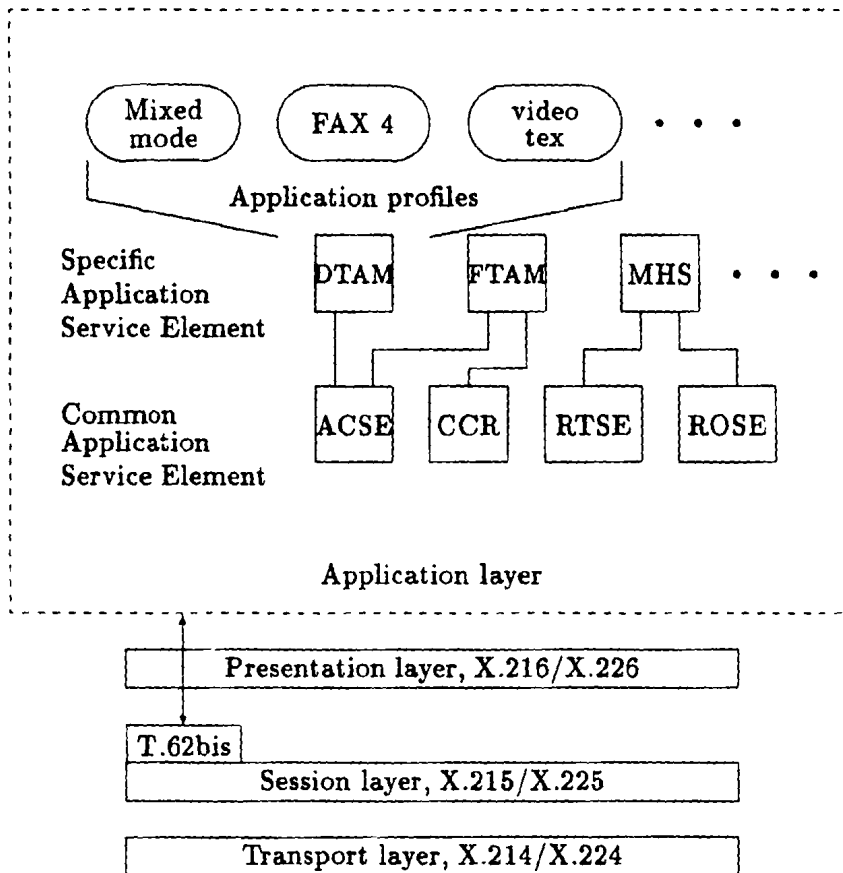 Mixed
mode
FAX 4
video
tex
Application profiles
Specific
Application
Service Element
DTAM
FTAM
MHS
Common
Application
Service Element
ACSE
CCR
RTSE
ROSE
Application layer
Presentation layer, X.216/X.226
T.62bis
Session layer, X.215/X.225
Transport layer, X.214/X.224